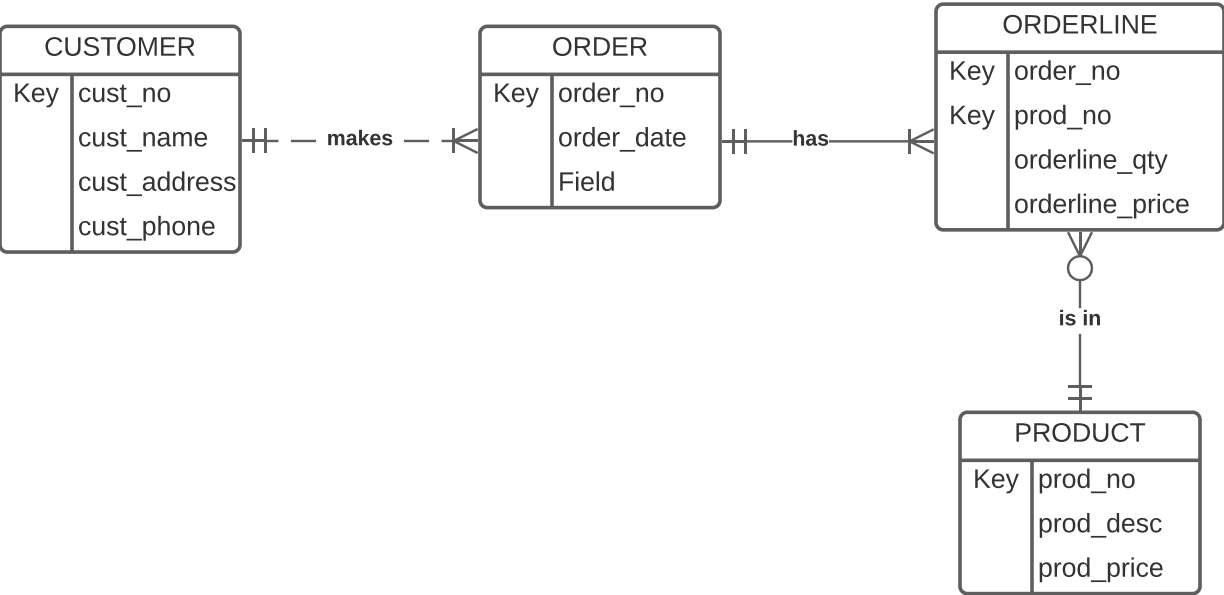 CUSTOMER
Key cust_no
cust_name
cust_address
cust_phone
makes
ORDER
Key order_no
order_date
Field
has
ORDERLINE
Key order_no
Key prod_no
orderline_qty
orderline_price
is in
PRODUCT
Key prod_no
prod_desc
prod_price